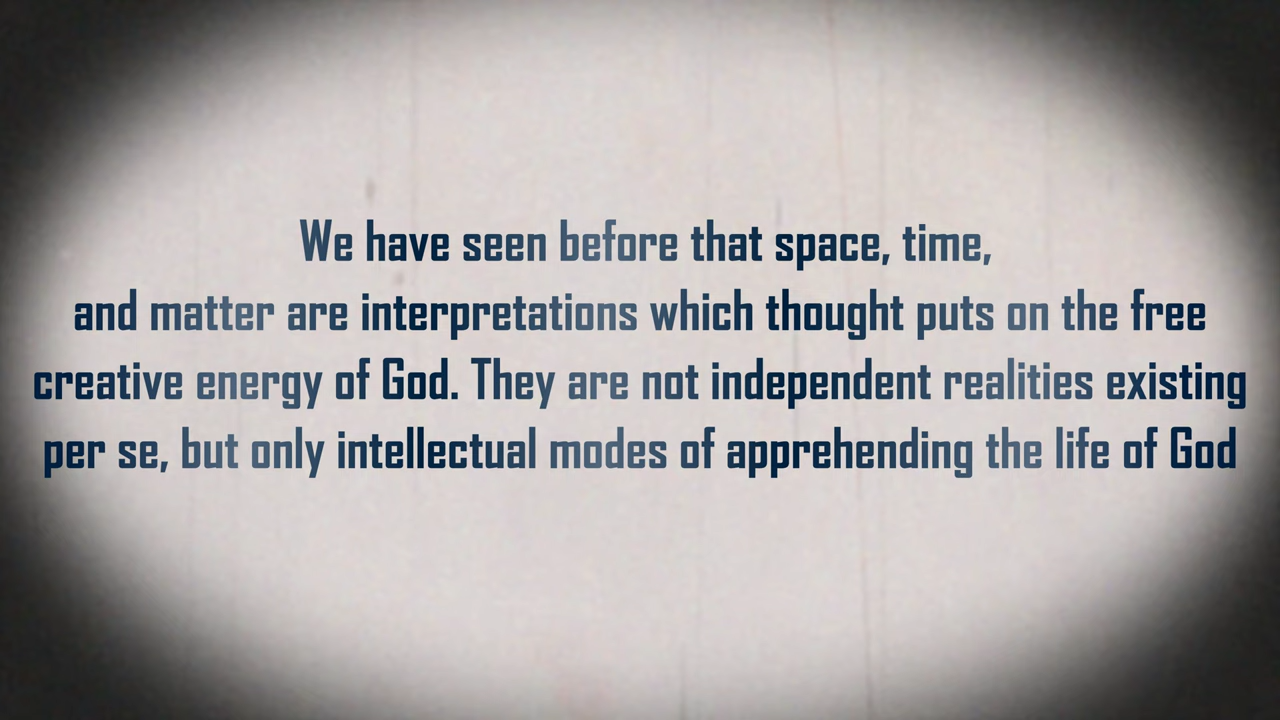 We have seen before that space, time,
and matter are interpretations which thought puts on the free
creative energy of God. They are not independent realities existing
per se, but only intellectual modes of apprehending the life of God